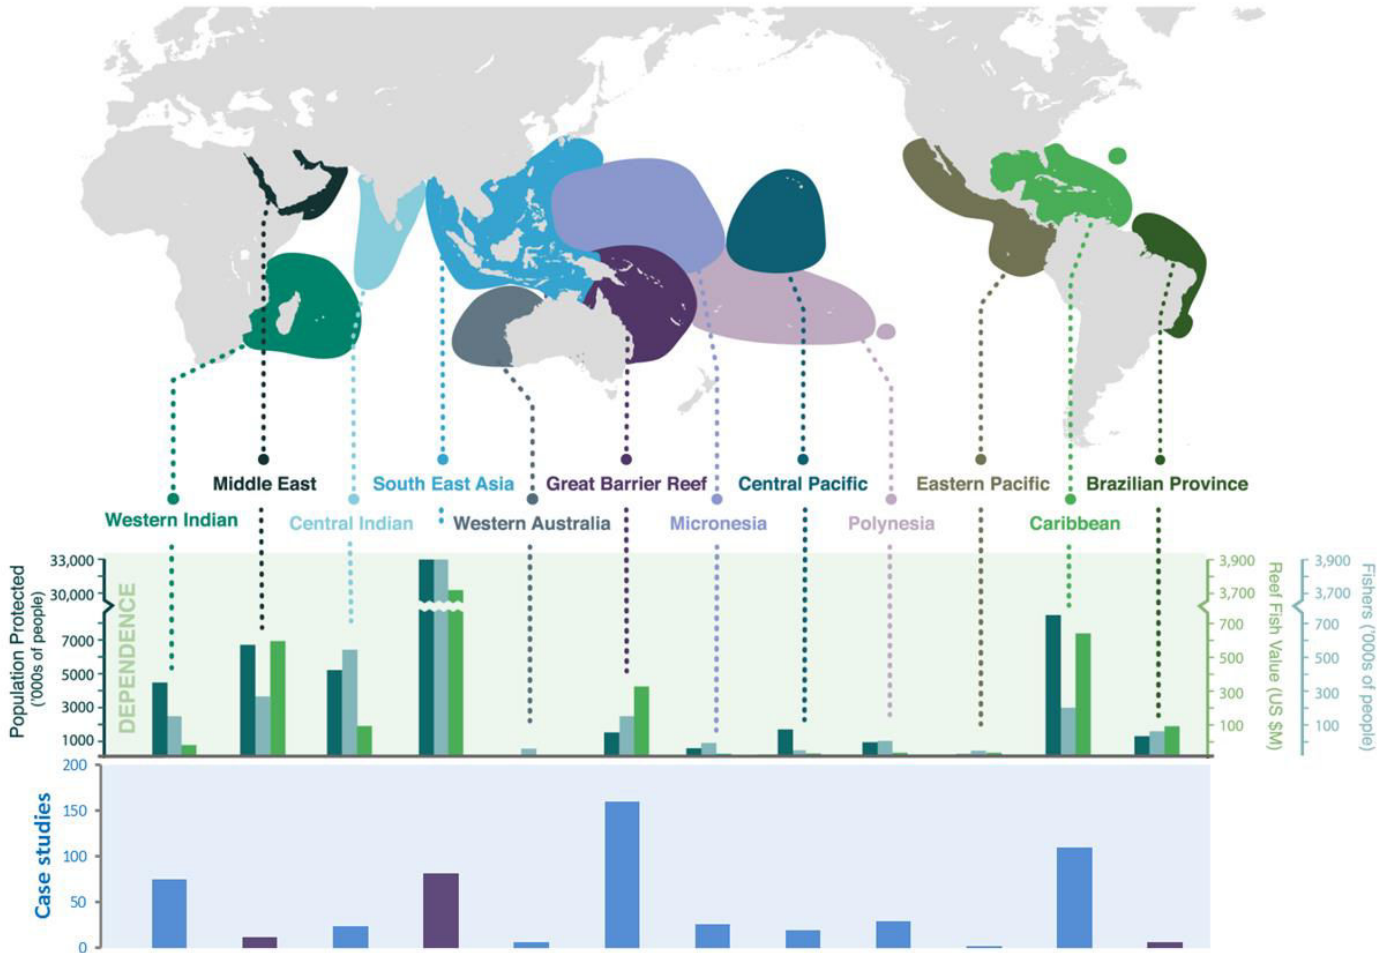 Middle East
South East Asia
Great Barrier Reef
Central Pacific
Eastern Pacific
Brazilian Province
Western Indian
Central Indian
Western Australia
Micronesia
Polynesia
Caribbean
Population Protected
('000s of people)
33,000
30,000
7000
5000
3000
1000
DEPENDENCE
3,900
3,700
700
500
300
100
Reef Fish Value (US $M)
3,900
3,700
700
500
300
100
Fishers ('000s of people)
Case studies
200
150
100
50
0